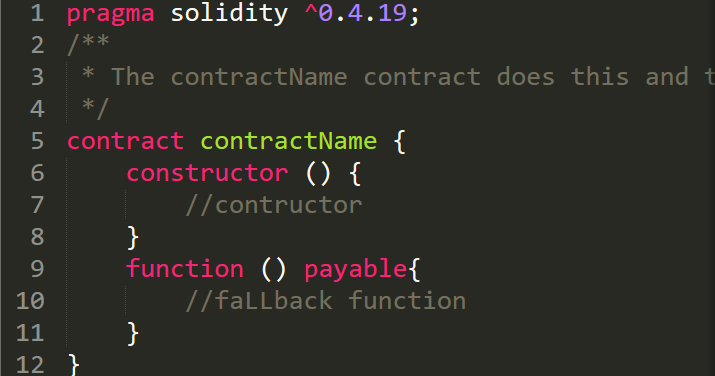 1 pragma solidity ^0.4.19;
2 /**
3 * The contractName contract does this and t
4 */
5 contract contractName {
6 constructor () {
7 //contructor
8 }
9 function () payable{
10 //faLLback function
11 }
12 }